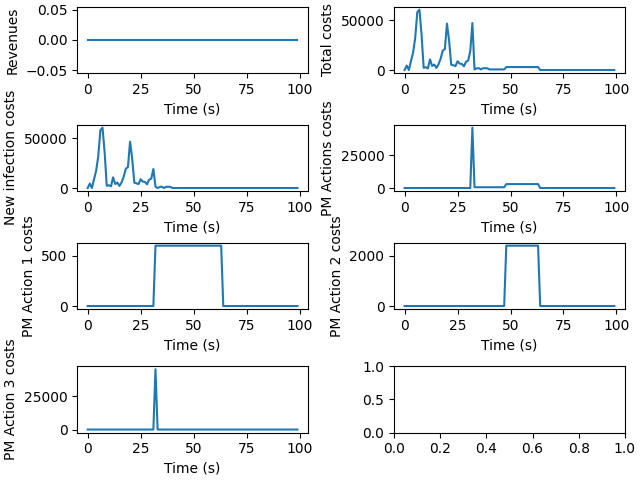 Revenues
0.05
0.00
−0.05
0 25 50 75 100
Time (s)
Total costs
50000
0
0 25 50 75 100
Time (s)
New infection costs
50000
0
0 25 50 75 100
Time (s)
PM Actions costs
25000
0
0 25 50 75 100
Time (s)
PM Action 1 costs
500
0
0 25 50 75 100
Time (s)
PM Action 2 costs
2000
0
0 25 50 75 100
Time (s)
PM Action 3 costs
25000
0
0 25 50 75 100
Time (s)
1.0
0.5
0.0
0.0 0.2 0.4 0.6 0.8 1.0